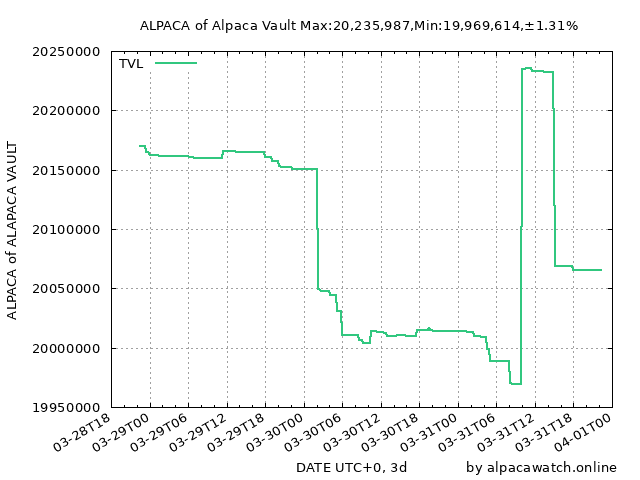 ALPACA of Alpaca Vault Max:20,235,987,Min:19,969,614,±1.31%
TVL
ALPACA of ALAPACA VAULT
20250000
20200000
20150000
20100000
20050000
20000000
19950000
03-28T18
03-29T00
03-29T06
03-29T12
03-29T18
03-30T00
03-30T06
03-30T12
03-30T18
03-31T00
03-31T06
03-31T12
03-31T18
04-01T00
DATE UTC+0, 3d
by alpacawatch.online